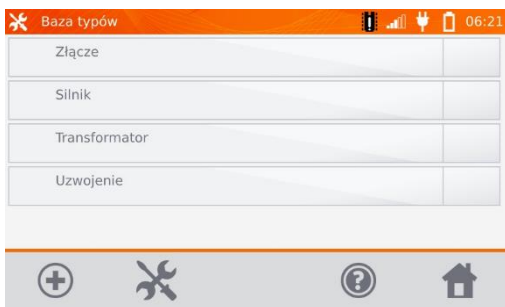 Baza typów
06:21
Złącze
Silnik
Transformator
Uzwojenie